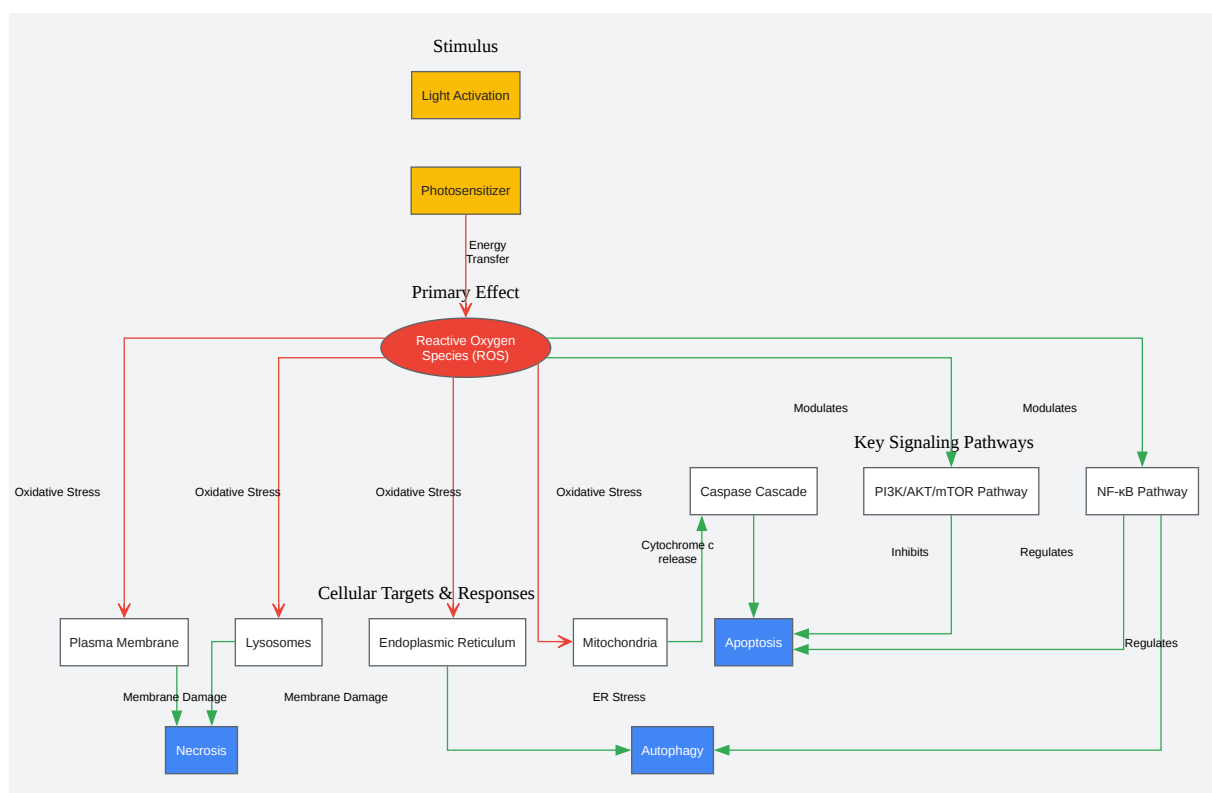 Stimulus
Light Activation
Photosensitizer
Energy
Transfer
Primary Effect
Reactive Oxygen
Species (ROS)
Modulates
Modulates
Key Signaling Pathways
Oxidative Stress
Oxidative Stress
Oxidative Stress
Oxidative Stress
Caspase Cascade
PI3K/AKT/mTOR Pathway
NF-κB Pathway
Cytochrome c
release
Inhibits
Regulates
Cellular Targets & Responses
Plasma Membrane
Lysosomes
Endoplasmic Reticulum
Mitochondria
Apoptosis
Regulates
Membrane Damage
Membrane Damage
ER Stress
Necrosis
Autophagy